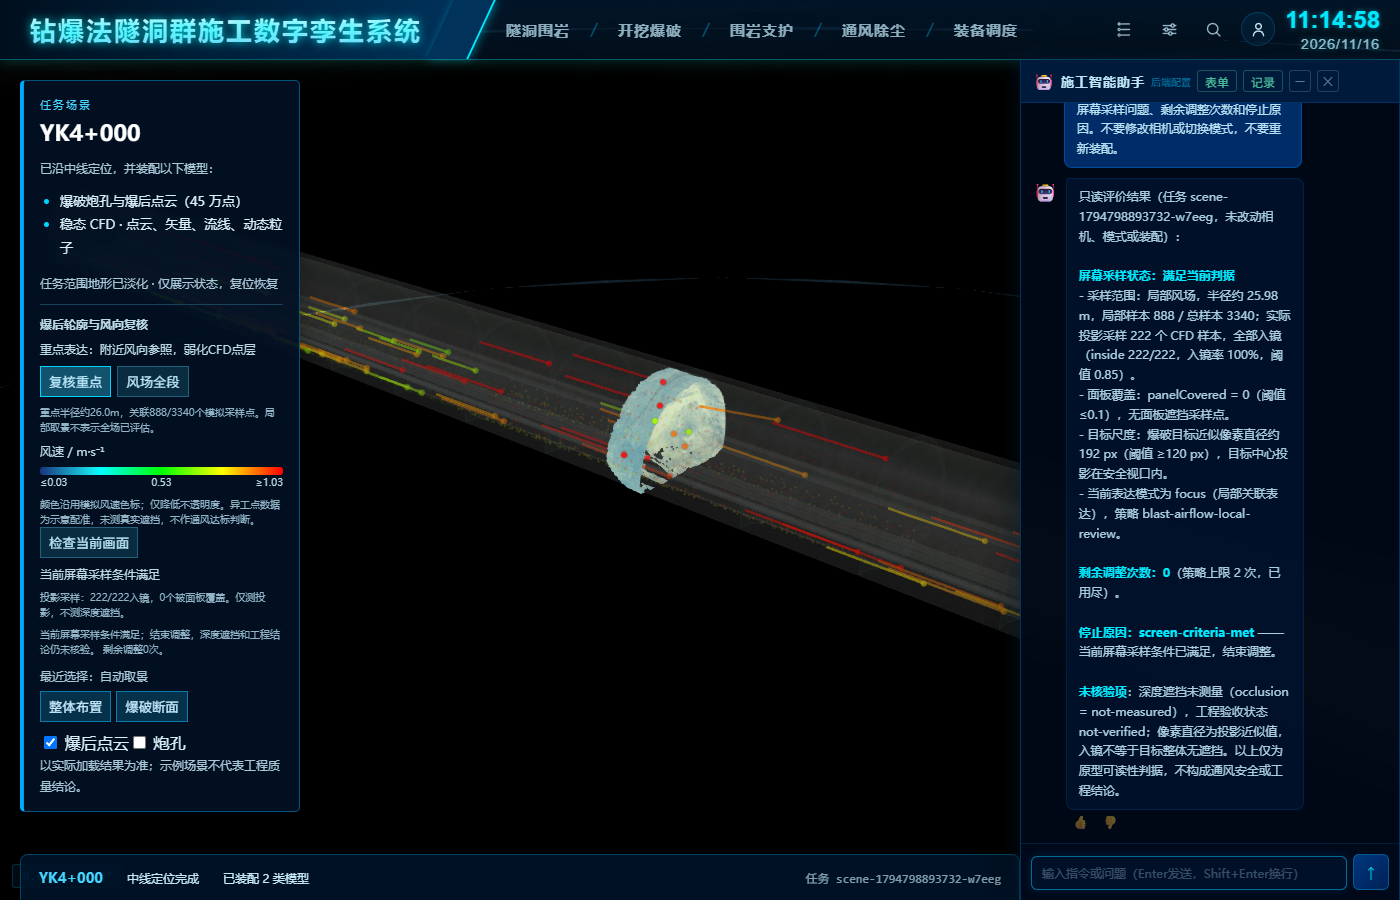 钻爆法隧洞群施工数字孪生系统
隧洞围岩 / 开挖爆破 / 围岩支护 / 通风除尘 / 装备调度
11:14:58
2026/11/16
任务场景
YK4+000
已沿中线定位，并装配以下模型：
爆破炮孔与爆后点云（45 万点）
稳态 CFD · 点云、矢量、流线、动态粒
子
任务范围地形已淡化 · 仅展示状态，复位恢复
爆后轮廓与风向复核
重点表达：附近风向参照，弱化CFD点层
复核重点 风场全段
重点半径约26.0m，关联888/3340个模拟采样点。局
部取景不表示全场已评估。
风速 / m·s⁻¹
≤0.03 0.53 ≥1.03
颜色沿用模拟风速色标；仅降低不透明度。异工点数据
为示意配准，未测真实遮挡，不作通风达标判断。
检查当前画面
当前屏幕采样条件满足
投影采样：222/222入镜，0个被面板覆盖。仅测投
影，不测深度遮挡。
当前屏幕采样条件满足；结束调整，深度遮挡和工程结
论仍未核验。 剩余调整0次。
最近选择：自动取景
整体布置 爆破断面
爆后点云 炮孔
以实际加载结果为准；示例场景不代表工程质
量结论。
YK4+000 中线定位完成 已装配 2 类模型 任务 scene-1794798893732-w7eeg
施工智能助手 后端配置 表单 记录
屏幕采样问题、剩余调整次数和停止原
因。不要修改相机或切换模式，不要重
新装配。
只读评价结果（任务 scene-
1794798893732-w7eeg，未改动相
机、模式或装配）：
屏幕采样状态：满足当前判据
- 采样范围：局部风场，半径约 25.98
m，局部样本 888 / 总样本 3340；实际
投影采样 222 个 CFD 样本，全部入镜
（inside 222/222，入镜率 100%，阈
值 0.85）。
- 面板覆盖：panelCovered = 0（阈值
≤0.1），无面板遮挡采样点。
- 目标尺度：爆破目标近似像素直径约
192 px（阈值 ≥120 px），目标中心投
影在安全视口内。
- 当前表达模式为 focus（局部关联表
达），策略 blast-airflow-local-
review。
剩余调整次数：0（策略上限 2 次，已
用尽）。
停止原因：screen-criteria-met ——
当前屏幕采样条件已满足，结束调整。
未核验项：深度遮挡未测量（occlusion
= not-measured），工程验收状态
not-verified；像素直径为投影近似值，
入镜不等于目标整体无遮挡。以上仅为
原型可读性判据，不构成通风安全或工
程结论。
输入指令或问题（Enter发送，Shift+Enter换行）